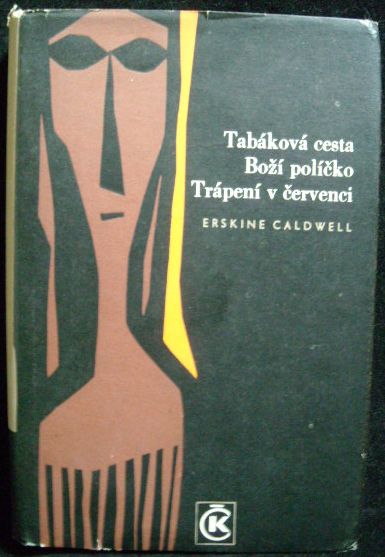 Tabáková cesta
Boží políčko
Trápení v červenci
ERSKINE CALDWELL
ČK